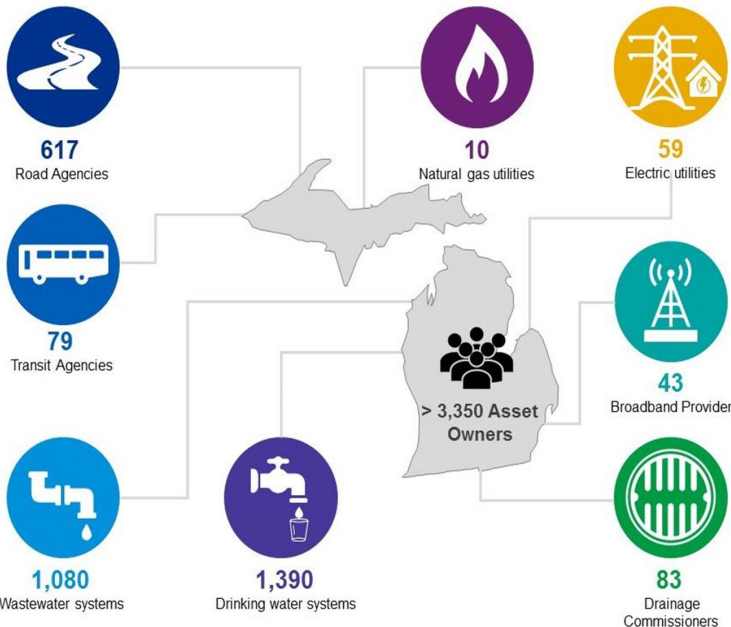 617
Road Agencies
10
Natural gas utilities
59
Electric utilities
79
Transit Agencies
43
Broadband Provider
> 3,350 Asset
Owners
1,080
Wastewater systems
1,390
Drinking water systems
83
Drainage
Commissioners